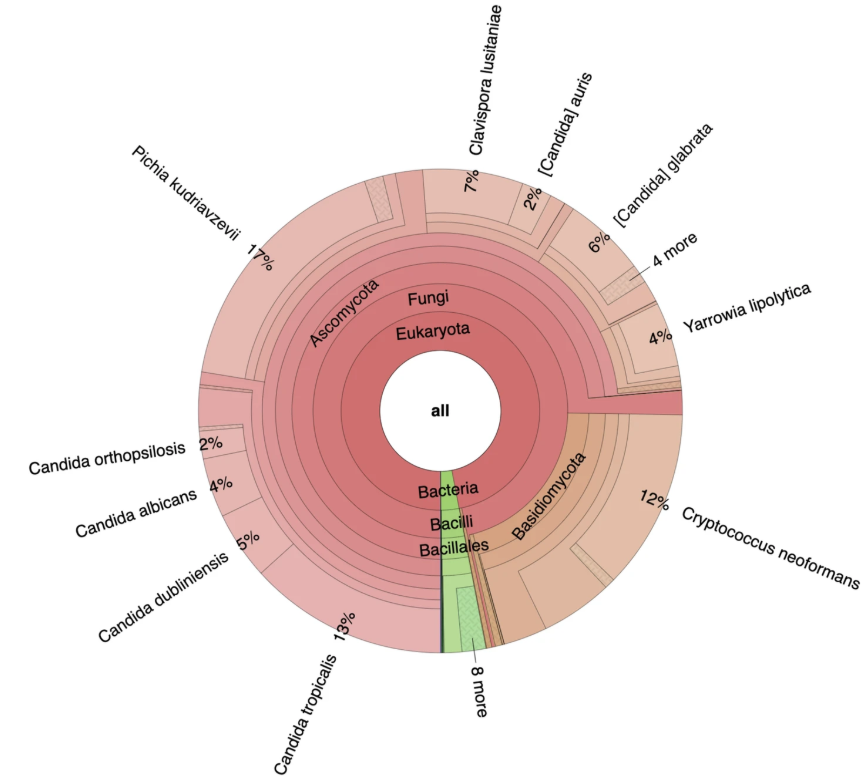 Clavispora lusitaniae
7%
[Candida] auris
2%
[Candida] glabrata
6%
4 more
Yarrowia lipolytica
4%
Pichia kudriavzevii
17%
Ascomycota
Fungi
Eukaryota
all
Bacteria
Bacilli
Bacillales
Basidiomycota
12%
Cryptococcus neoformans
Candida orthopsilosis
2%
Candida albicans
4%
Candida dubliniensis
5%
Candida tropicalis
13%
8 more